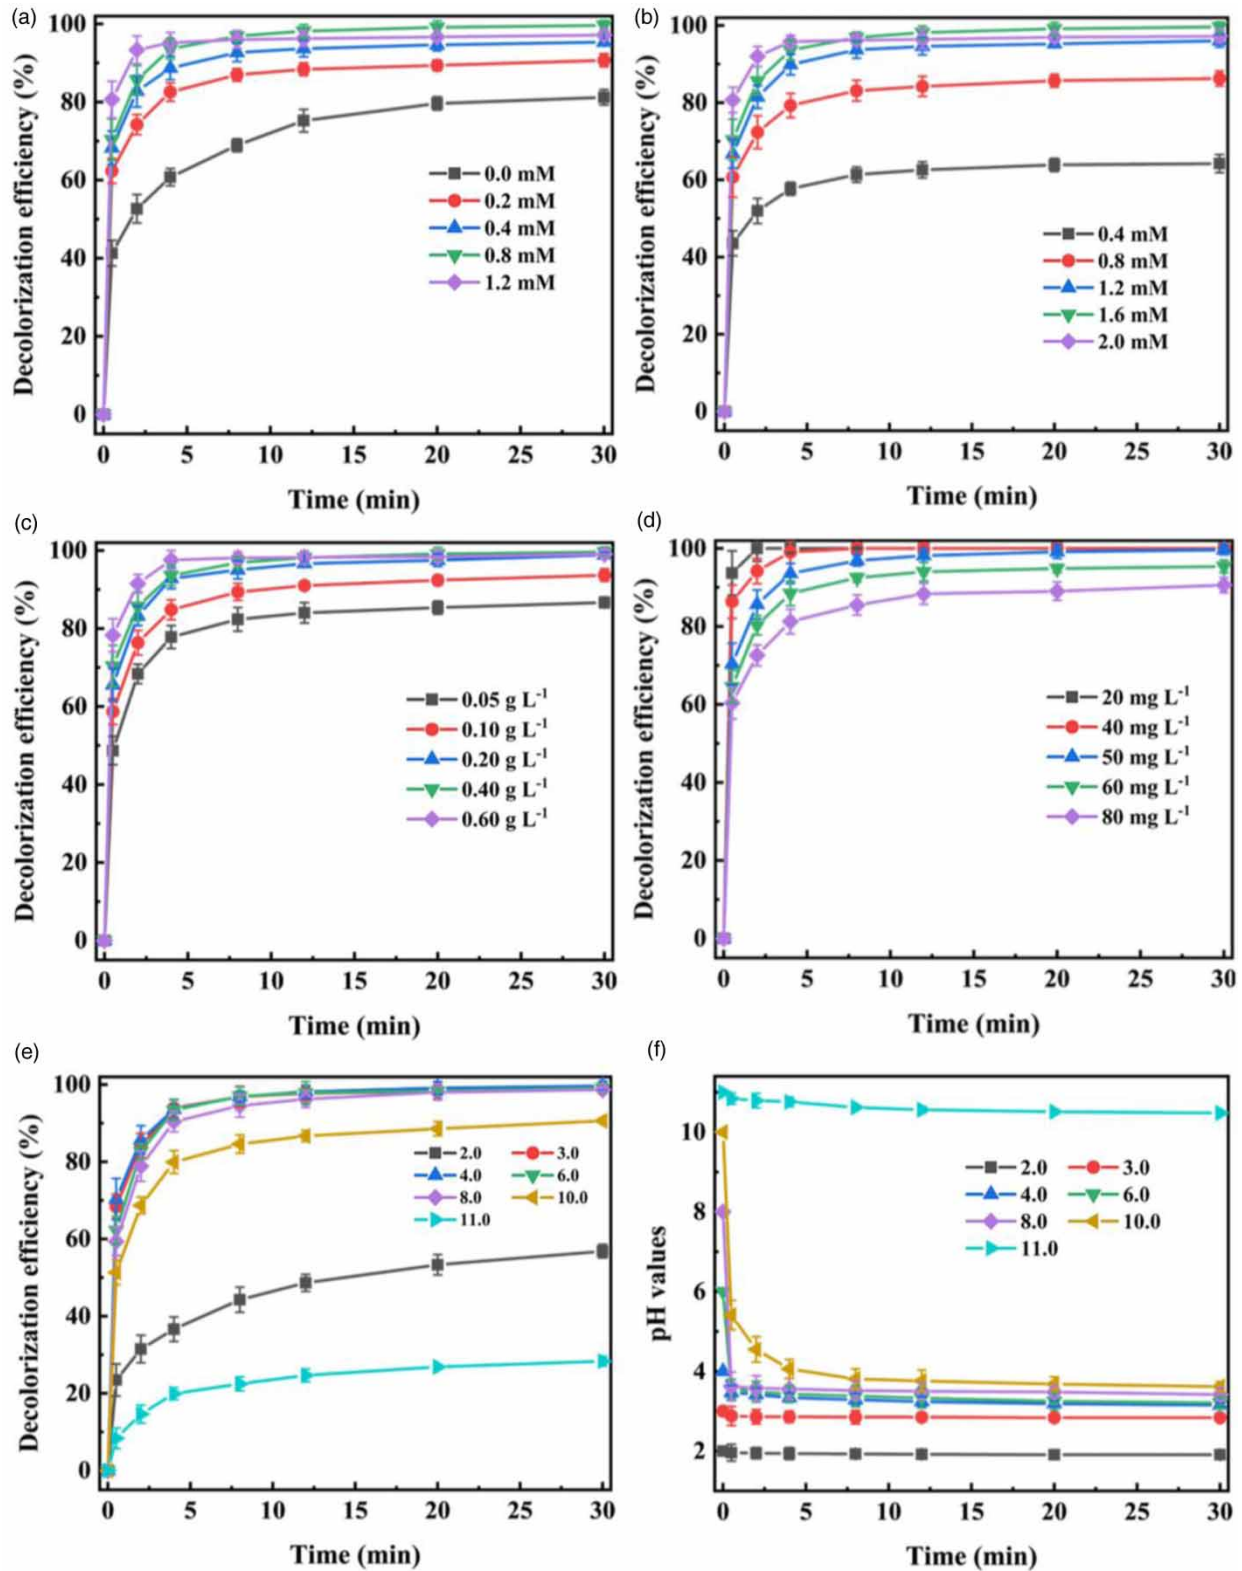 (a)
Decolorization efficiency (%)
100
80
60
40
20
0
0.0 mM
0.2 mM
0.4 mM
0.8 mM
1.2 mM
0 5 10 15 20 25 30
Time (min)
(b)
Decolorization efficiency (%)
100
80
60
40
20
0
0.4 mM
0.8 mM
1.2 mM
1.6 mM
2.0 mM
0 5 10 15 20 25 30
Time (min)
(c)
Decolorization efficiency (%)
100
80
60
40
20
0
0.05 g L⁻¹
0.10 g L⁻¹
0.20 g L⁻¹
0.40 g L⁻¹
0.60 g L⁻¹
0 5 10 15 20 25 30
Time (min)
(d)
Decolorization efficiency (%)
100
80
60
40
20
0
20 mg L⁻¹
40 mg L⁻¹
50 mg L⁻¹
60 mg L⁻¹
80 mg L⁻¹
0 5 10 15 20 25 30
Time (min)
(e)
Decolorization efficiency (%)
100
80
60
40
20
0
2.0 3.0
4.0 6.0
8.0 10.0
11.0
0 5 10 15 20 25 30
Time (min)
(f)
pH values
10
8
6
4
2
2.0 3.0
4.0 6.0
8.0 10.0
11.0
0 5 10 15 20 25 30
Time (min)